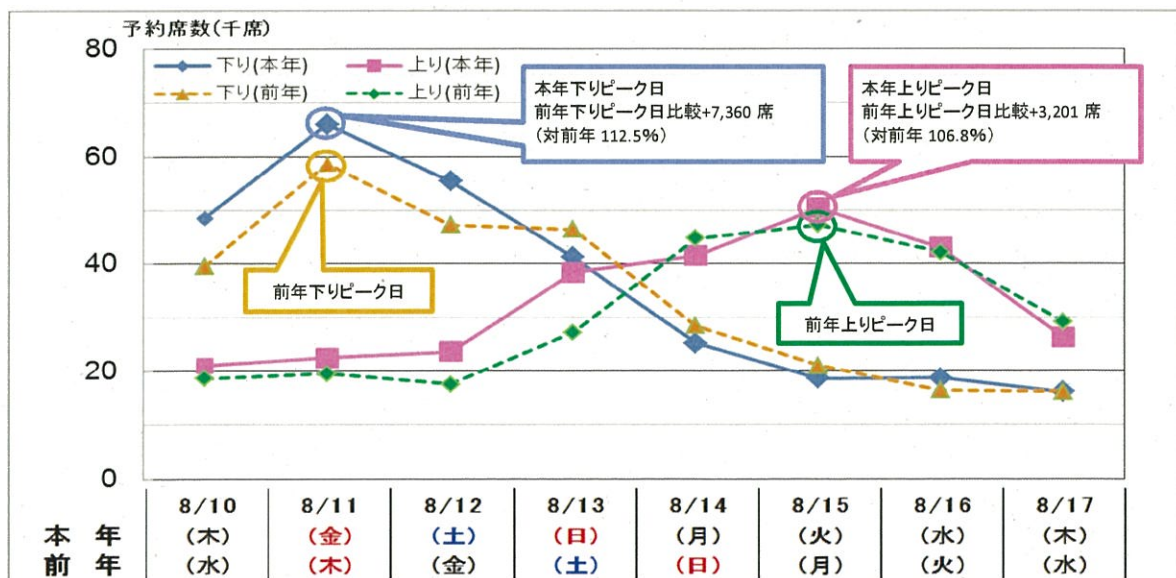 予約席数(千席)
80
60
40
20
0
下り(本年)
上り(本年)
下り(前年)
上り(前年)
本年下りピーク日
前年下りピーク日比較+7,360 席
(対前年 112.5%)
本年上りピーク日
前年上りピーク日比較+3,201 席
(対前年 106.8%)
前年下りピーク日
前年上りピーク日
8/10 8/11 8/12 8/13 8/14 8/15 8/16 8/17
本 年 (木) (金) (土) (日) (月) (火) (水) (木)
前 年 (水) (木) (金) (土) (日) (月) (火) (水)